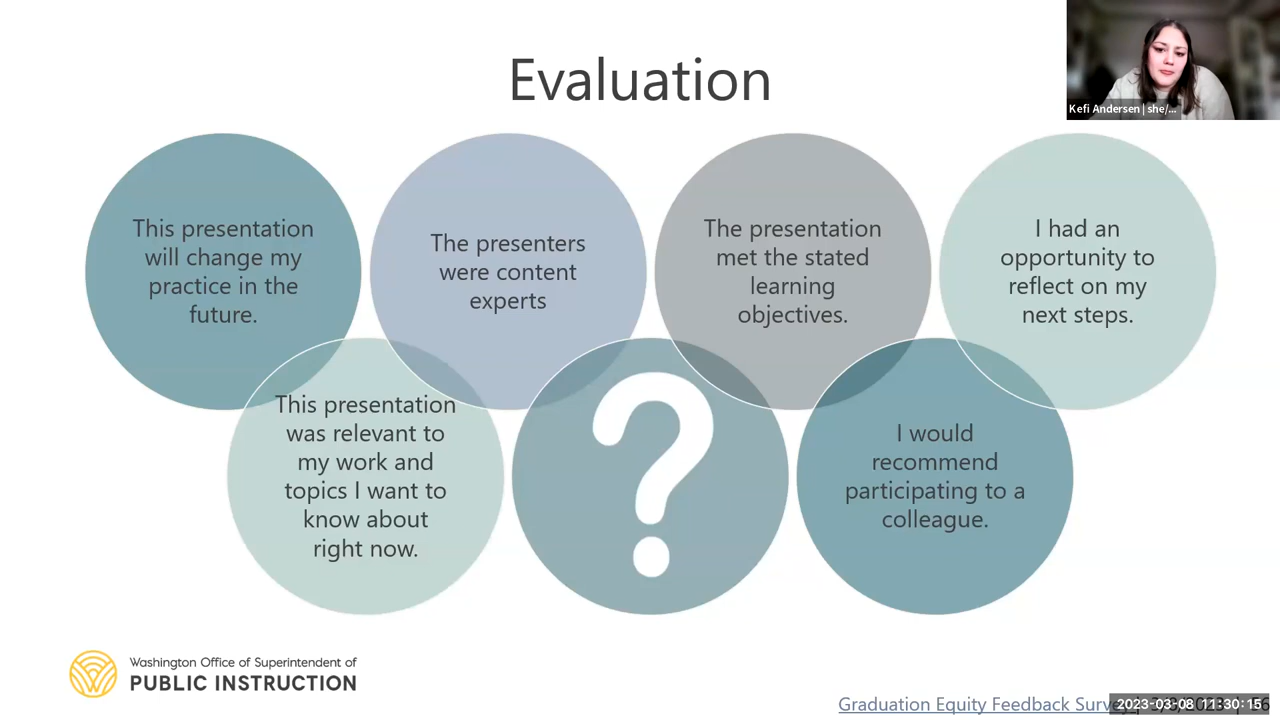 Evaluation
Kefi Andersen | she/...
This presentation
will change my
practice in the
future.
The presenters
were content
experts
The presentation
met the stated
learning
objectives.
I had an
opportunity to
reflect on my
next steps.
This presentation
was relevant to
my work and
topics I want to
know about
right now.
?
I would
recommend
participating to a
colleague.
Washington Office of Superintendent of
PUBLIC INSTRUCTION
Graduation Equity Feedback Survey
2023-03-08 11:30:15